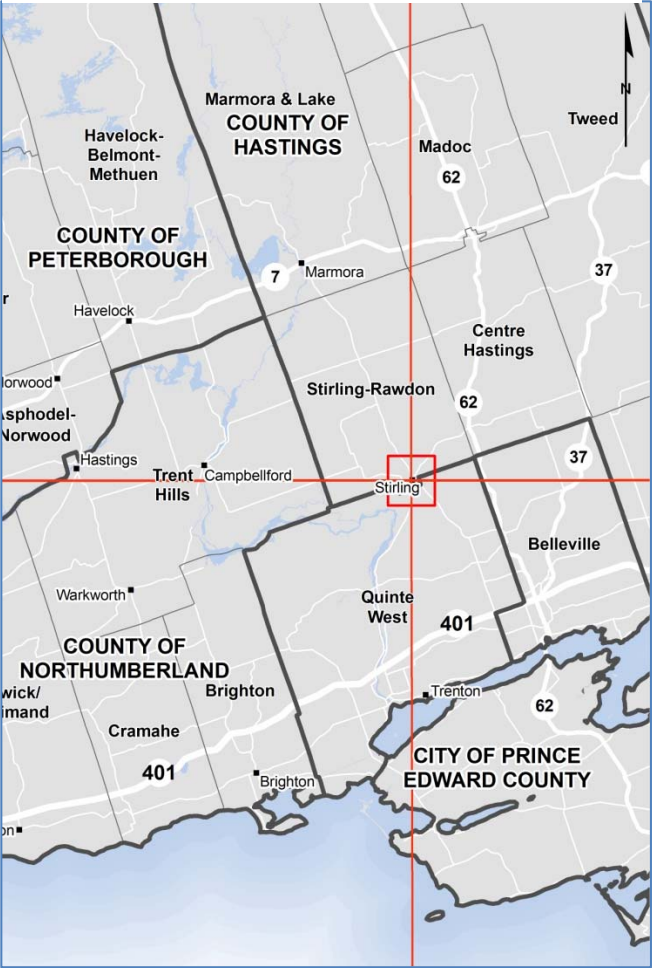 Marmora & Lake
COUNTY OF
HASTINGS
N
Tweed
Havelock-
Belmont-
Methuen
Madoc
62
COUNTY OF
PETERBOROUGH
7
Marmora
37
r
Havelock
Centre
Hastings
lorwood
Stirling-Rawdon
62
Asphodel-
Norwood
Hastings
37
Trent
Hills
Campbellford
Stirling
Belleville
Warkworth
Quinte
West
401
COUNTY OF
NORTHUMBERLAND
wick/
imand
Brighton
Trenton
62
Cramahe
401
CITY OF PRINCE
EDWARD COUNTY
Brighton
on